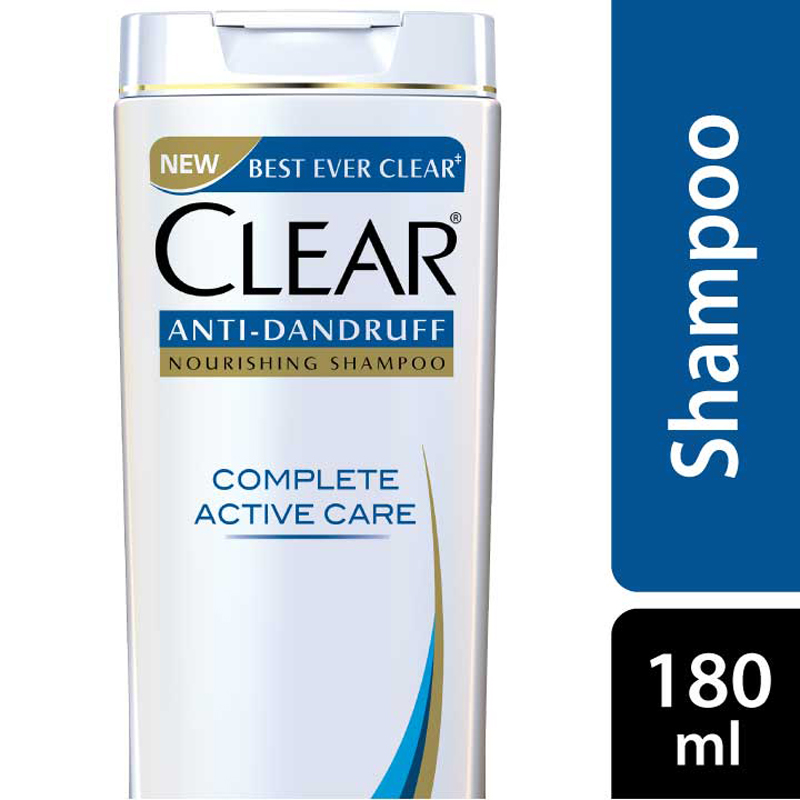 NEW
BEST EVER CLEAR‡
CLEAR®
ANTI-DANDRUFF
NOURISHING SHAMPOO
COMPLETE
ACTIVE CARE
Shampoo
180
ml